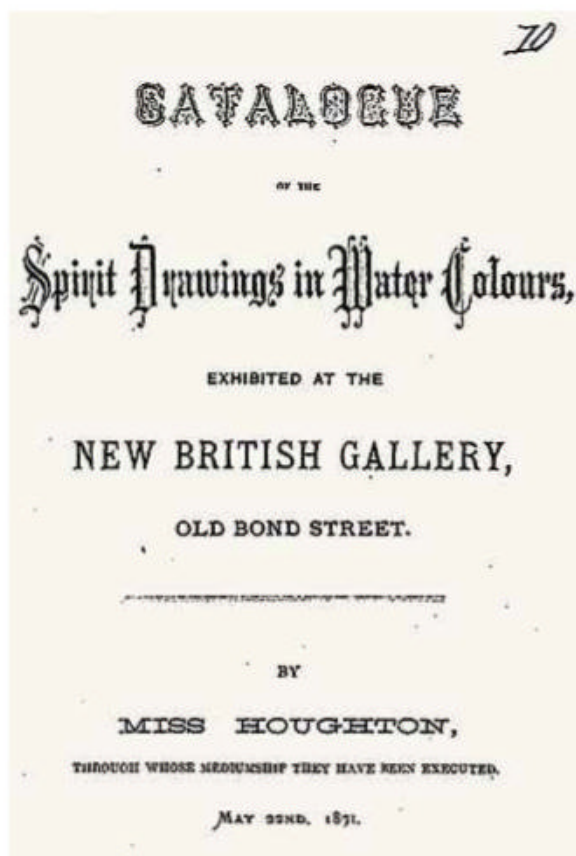 70
CATALOGUE
OF THE
Spirit Drawings in Water Colours,
EXHIBITED AT THE
NEW BRITISH GALLERY,
OLD BOND STREET.
BY
MISS HOUGHTON,
THROUGH WHOSE MEDIUMSHIP THEY HAVE BEEN EXECUTED.
MAY 22ND, 1871.